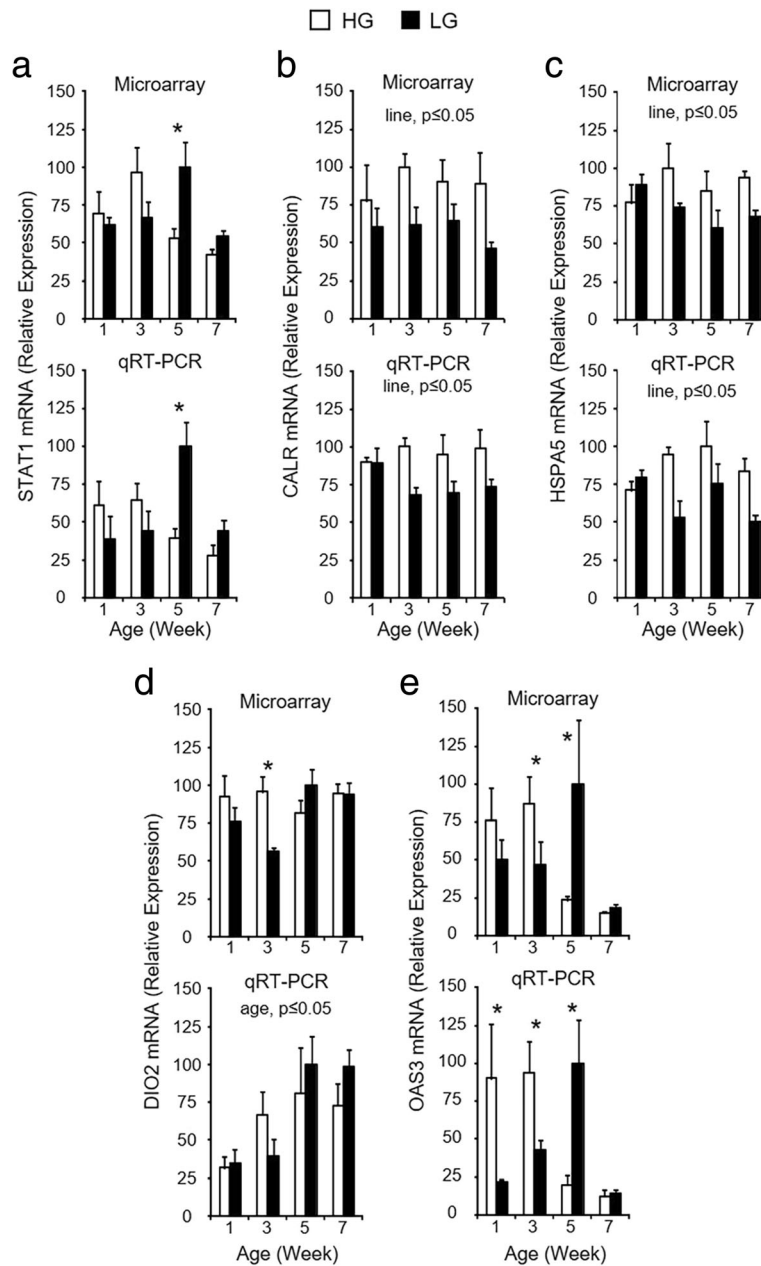 HG LG
a
Microarray
STAT1 mRNA (Relative Expression)
150
125
100
75
50
25
0
*
1 3 5 7
qRT-PCR
150
125
100
75
50
25
0
*
1 3 5 7
Age (Week)
b
Microarray
line, p≤0.05
CALR mRNA (Relative Expression)
150
125
100
75
50
25
0
1 3 5 7
qRT-PCR
line, p≤0.05
150
125
100
75
50
25
0
1 3 5 7
Age (Week)
c
Microarray
line, p≤0.05
HSPA5 mRNA (Relative Expression)
150
125
100
75
50
25
0
1 3 5 7
qRT-PCR
line, p≤0.05
150
125
100
75
50
25
0
1 3 5 7
Age (Week)
d
Microarray
DIO2 mRNA (Relative Expression)
150
125
100
75
50
25
0
*
1 3 5 7
qRT-PCR
age, p≤0.05
150
125
100
75
50
25
0
1 3 5 7
Age (Week)
e
Microarray
OAS3 mRNA (Relative Expression)
150
125
100
75
50
25
0
* *
1 3 5 7
qRT-PCR
150
125
100
75
50
25
0
* * *
1 3 5 7
Age (Week)